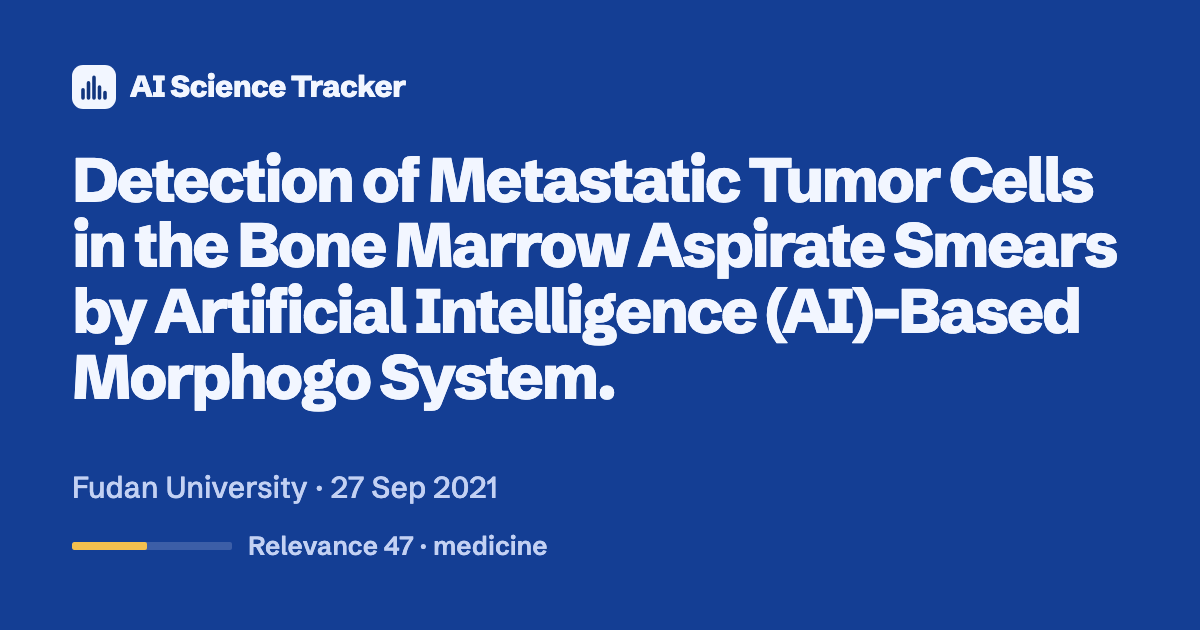 AI Science Tracker
Detection of Metastatic Tumor Cells
in the Bone Marrow Aspirate Smears
by Artificial Intelligence (AI)-Based
Morphogo System.
Fudan University · 27 Sep 2021
Relevance 47 · medicine